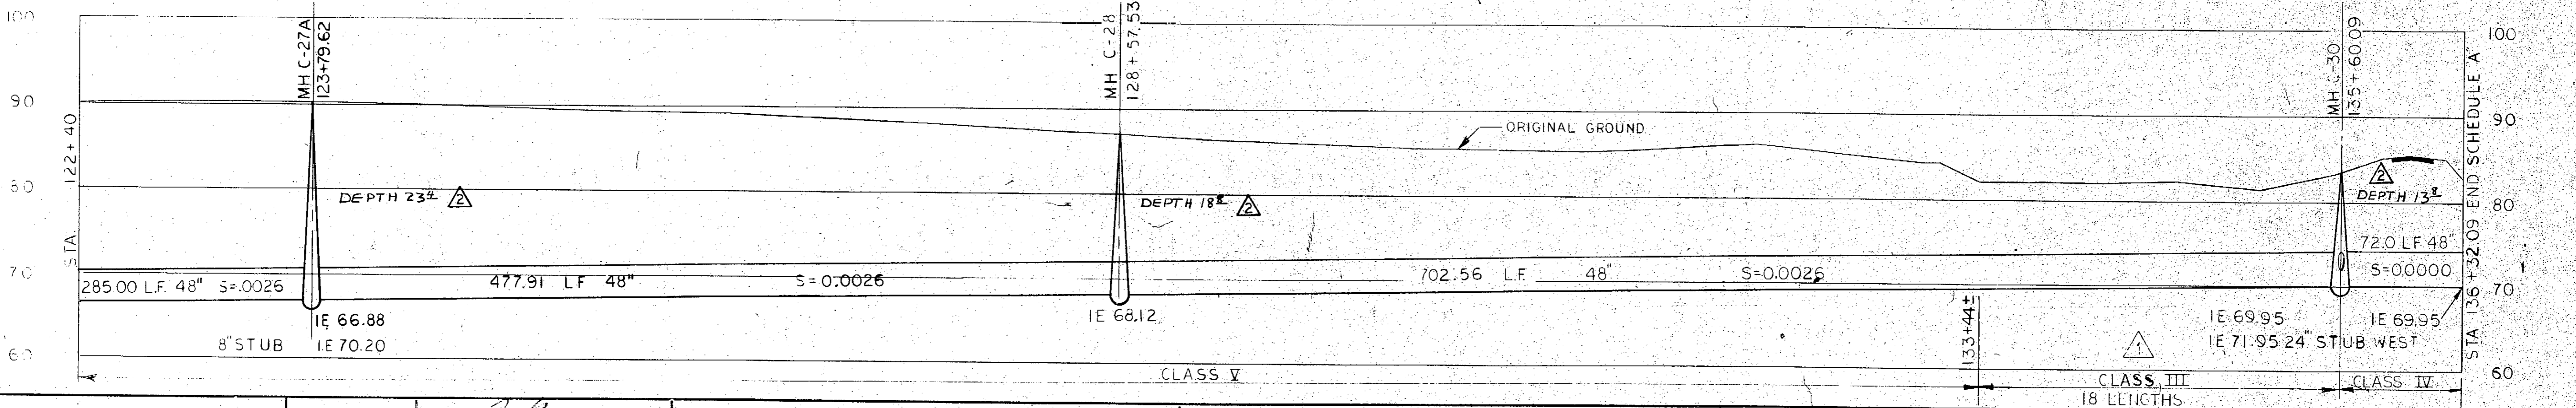 100
90
80
70
60
STA. 122+40
MH C-27A
123+79.62
MH C-28
128+57.53
MH C-30
135+60.09
STA 136+32.09 END SCHEDULE "A"
100
90
80
70
60
ORIGINAL GROUND
DEPTH 23⁴ 2
DEPTH 18⁸ 2
2
DEPTH 13⁸
285.00 L.F. 48" S=.0026
477.91 LF 48" S=0.0026
702.56 L.F. 48" S=0.0026
72.0 LF 48"
S=0.0000
IE 66.88
8" STUB I.E 70.20
IE 68.12
133+44±
1
IE 69.95
IE 71.95 24" STUB WEST
IE 69.95
CLASS V
CLASS III
18 LENGTHS
CLASS IV